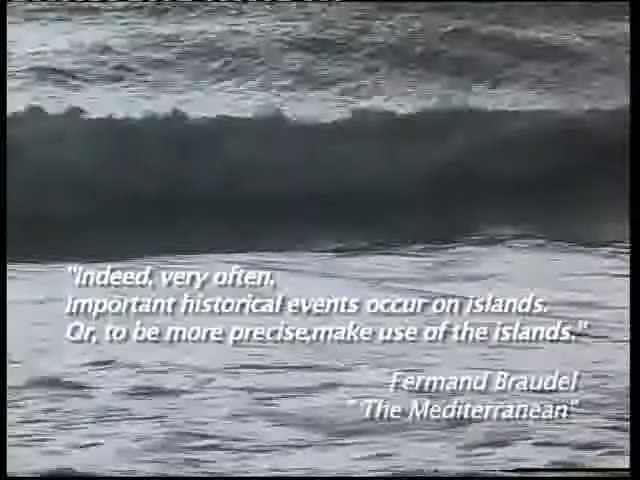 "Indeed, very often,
Important historical events occur on islands.
Or, to be more precise,make use of the islands."
Fermand Braudel
"The Mediterranean"